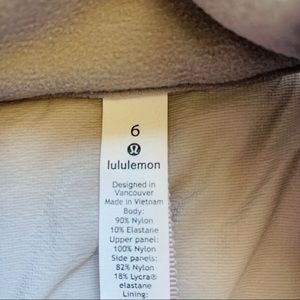 6
lululemon
Designed in
Vancouver
Made in Vietnam
Body:
90% Nylon
10% Elastane
Upper panel:
100% Nylon
Side panels:
82% Nylon
18% Lycra®
elastane
Lining: